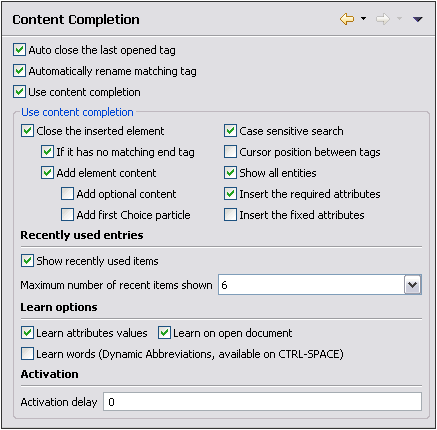 Content Completion
Auto close the last opened tag
Automatically rename matching tag
Use content completion
Use content completion
Close the inserted element
Case sensitive search
If it has no matching end tag
Cursor position between tags
Add element content
Show all entities
Add optional content
Insert the required attributes
Add first Choice particle
Insert the fixed attributes
Recently used entries
Show recently used items
Maximum number of recent items shown 6
Learn options
Learn attributes values
Learn on open document
Learn words (Dynamic Abbreviations, available on CTRL-SPACE)
Activation
Activation delay 0